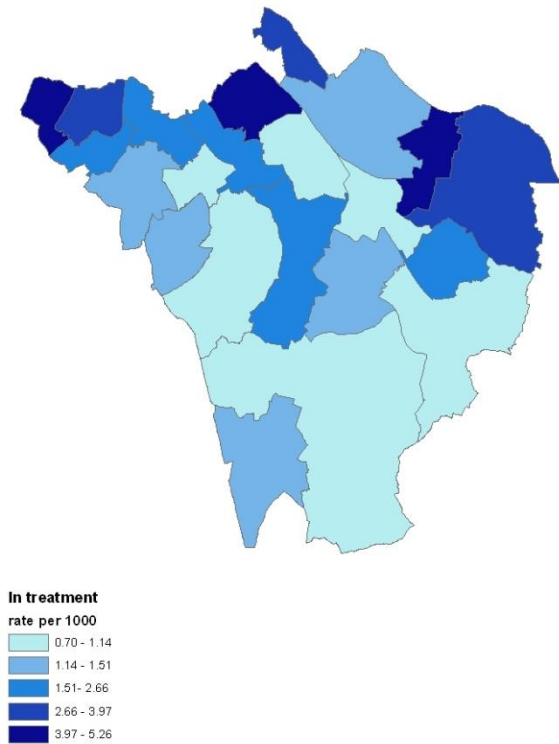 In treatment
rate per 1000
0.70 - 1.14
1.14 - 1.51
1.51- 2.66
2.66 - 3.97
3.97 - 5.26